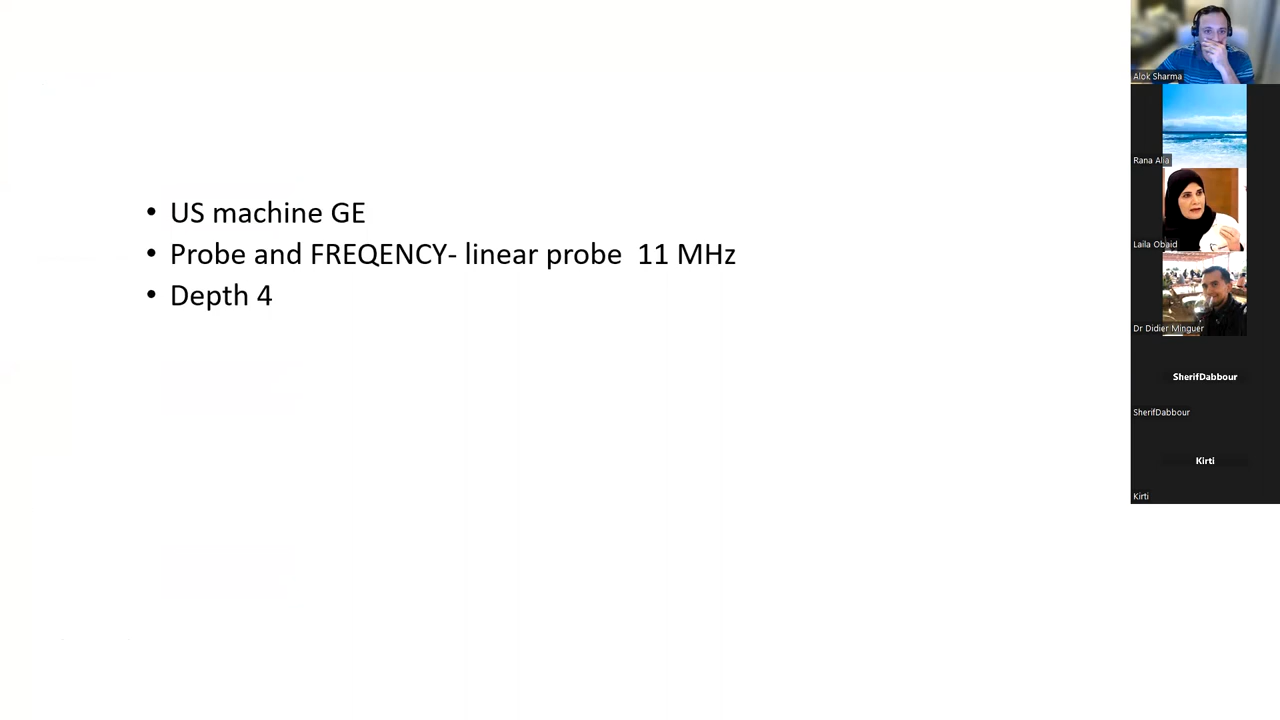 • US machine GE
• Probe and FREQENCY- linear probe 11 MHz
• Depth 4
Alok Sharma
Rana Alia
Laila Obaid
Dr Didier Minguer
SherifDabbour
SherifDabbour
Kirti
Kirti